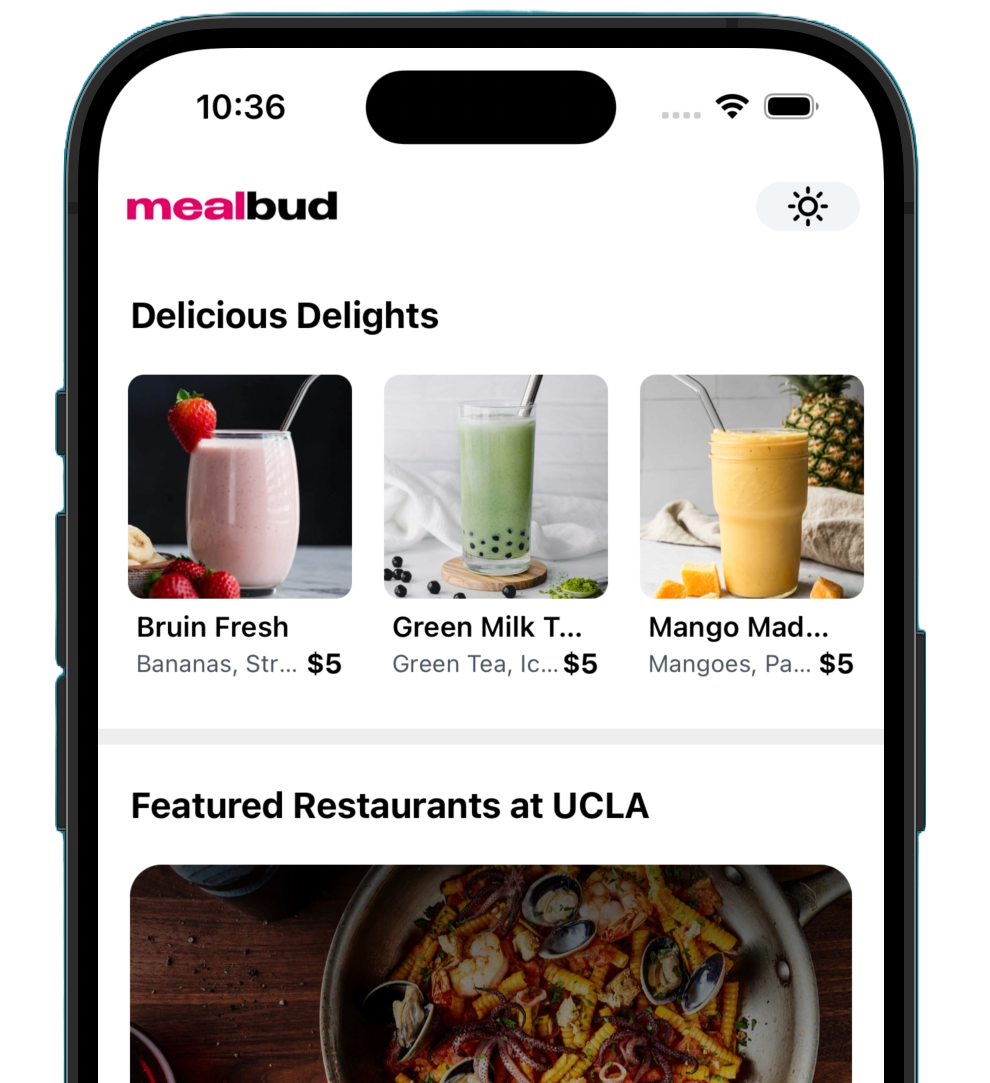 10:36
mealbud
Delicious Delights
Bruin Fresh
Bananas, Str... $5
Green Milk T...
Green Tea, Ic... $5
Mango Mad...
Mangoes, Pa... $5
Featured Restaurants at UCLA